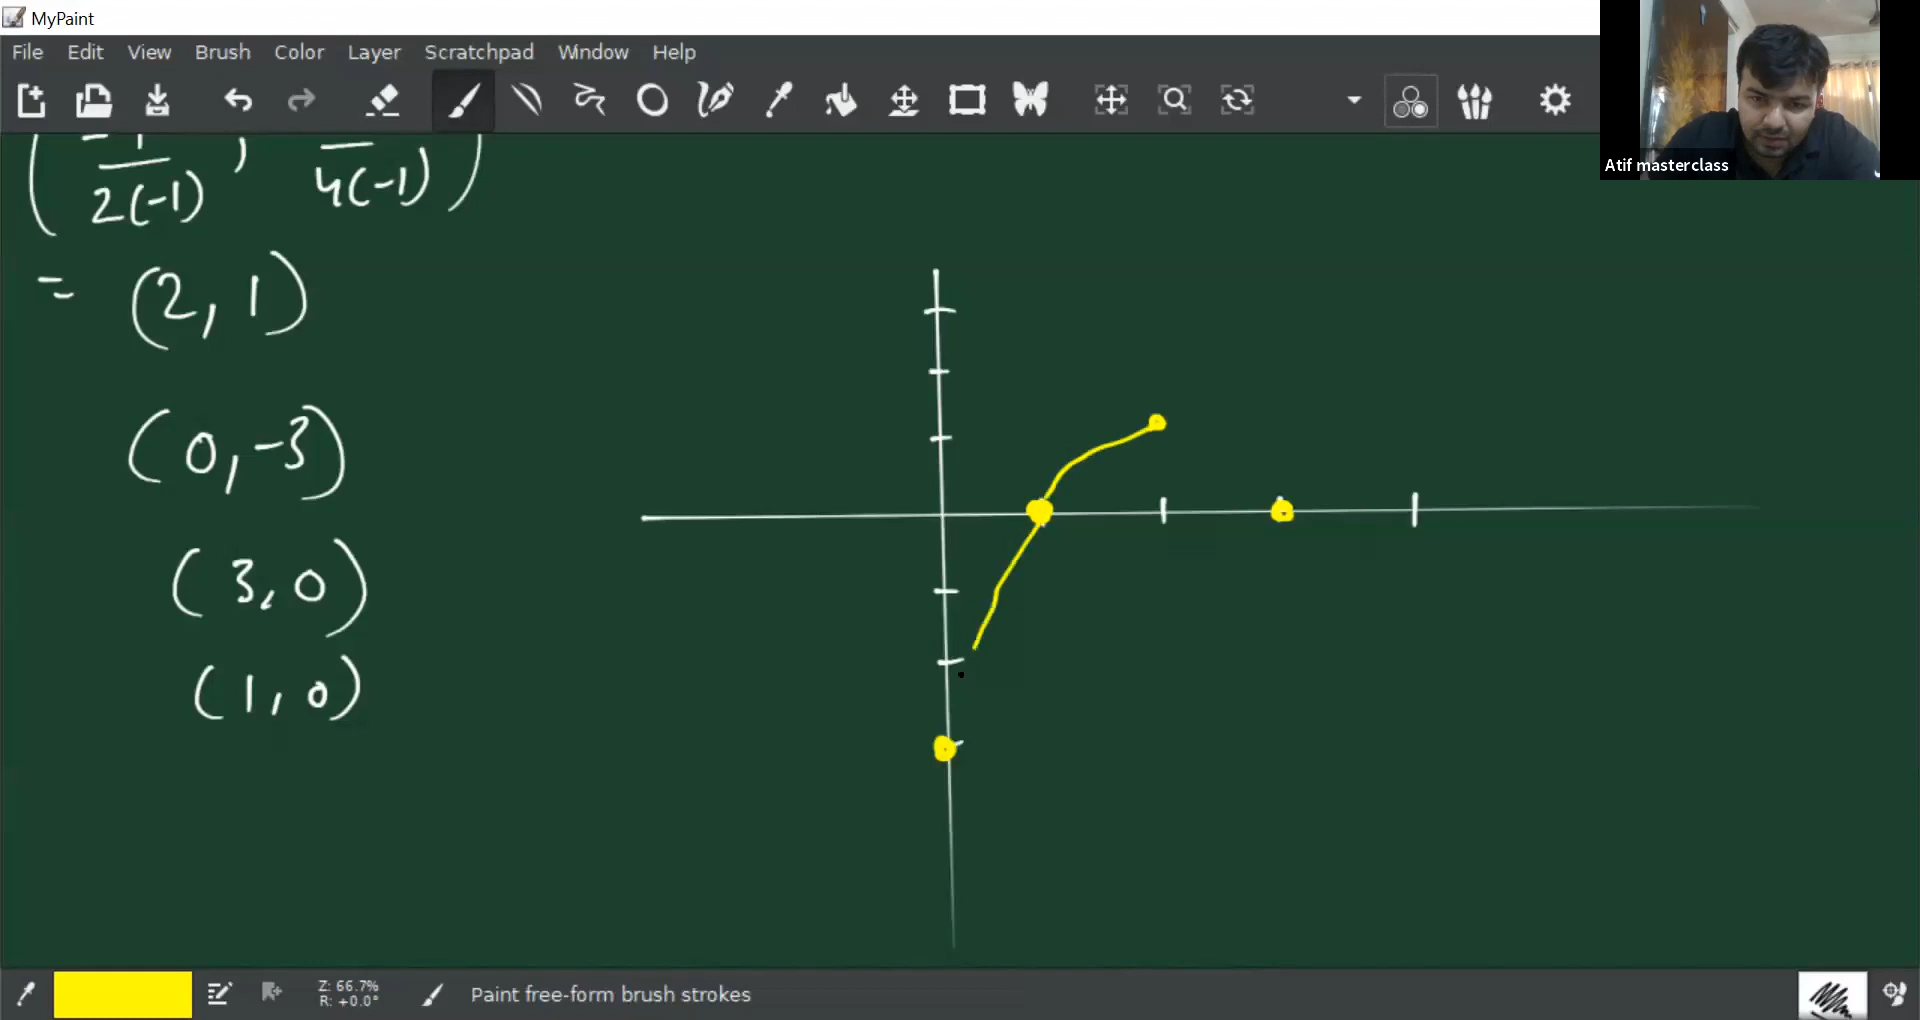 MyPaint
File Edit View Brush Color Layer Scratchpad Window Help
Atif masterclass
2(-1) , 4(-1)
= (2, 1)
(0, -3)
(3, 0)
(1, 0)
Z: 66.7%
R: +0.0°
Paint free-form brush strokes